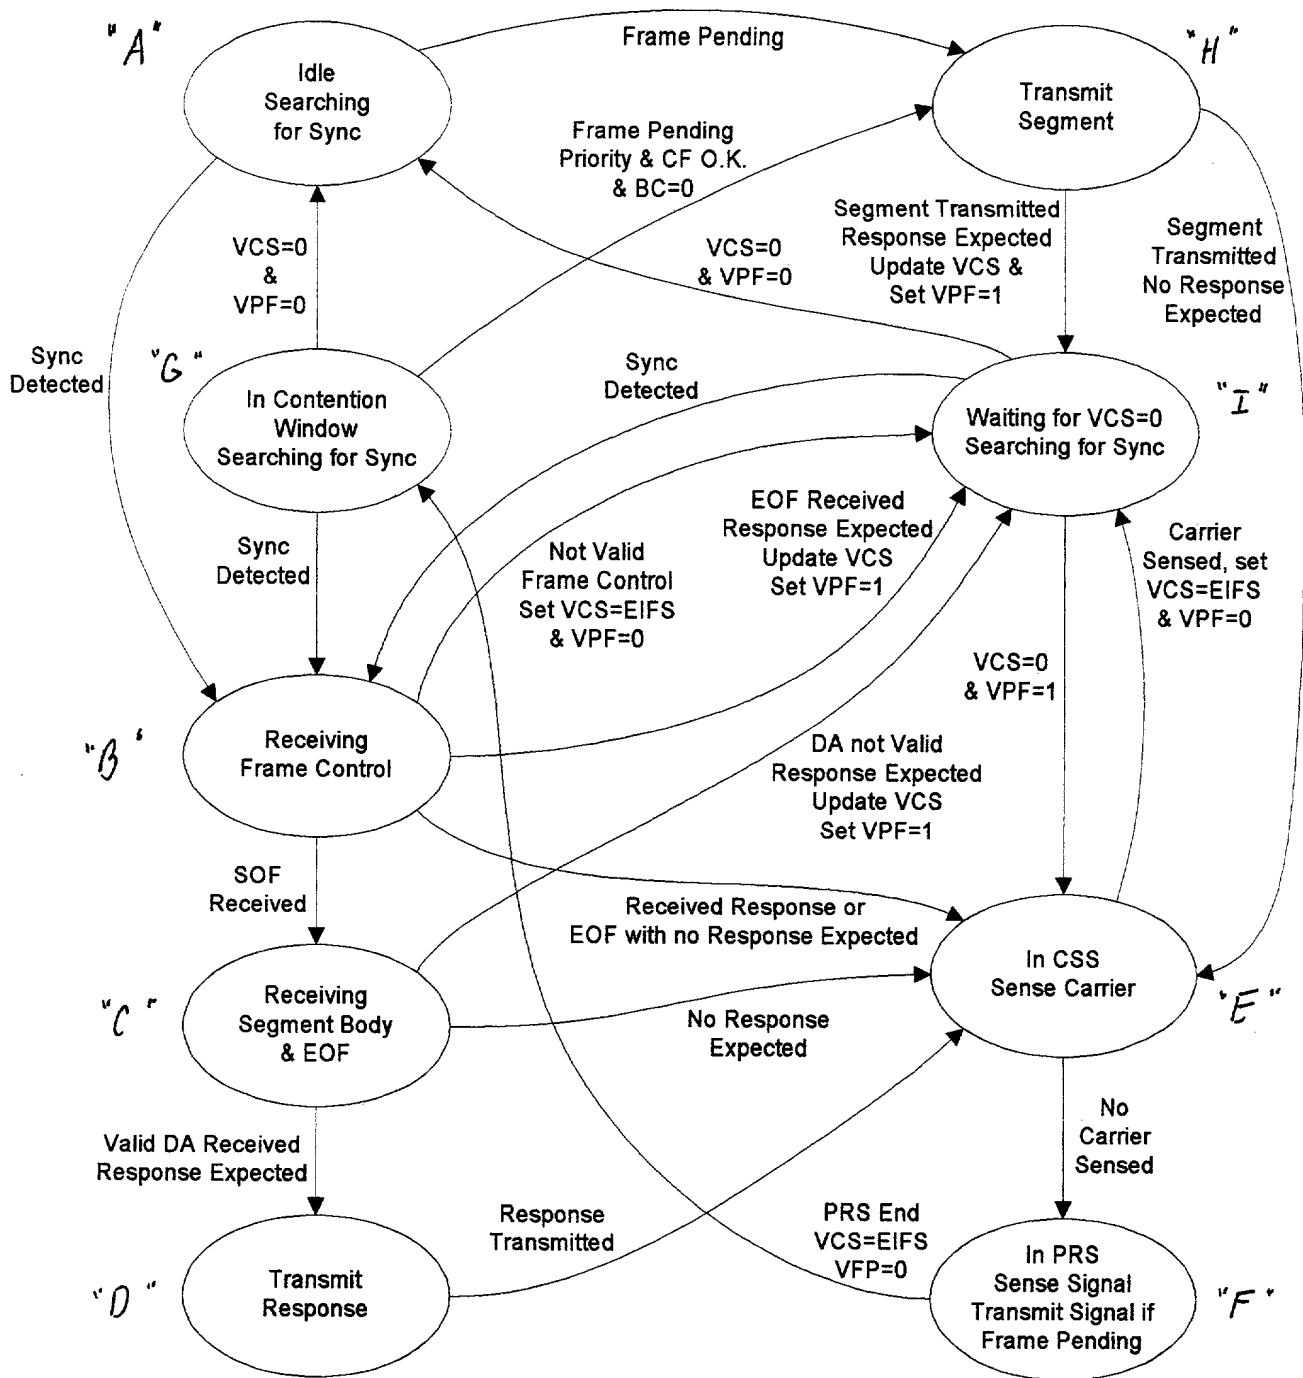 "A"
Idle
Searching
for Sync
Frame Pending
"H"
Transmit
Segment
Frame Pending
Priority & CF O.K.
& BC=0
VCS=0
&
VPF=0
VCS=0
& VPF=0
Segment Transmitted
Response Expected
Update VCS &
Set VPF=1
Segment
Transmitted
No Response
Expected
Sync
Detected
"G"
In Contention
Window
Searching for Sync
Sync
Detected
Waiting for VCS=0
Searching for Sync
"I"
Sync
Detected
Not Valid
Frame Control
Set VCS=EIFS
& VPF=0
EOF Received
Response Expected
Update VCS
Set VPF=1
Carrier
Sensed, set
VCS=EIFS
& VPF=0
VCS=0
& VPF=1
"B"
Receiving
Frame Control
DA not Valid
Response Expected
Update VCS
Set VPF=1
SOF
Received
Received Response or
EOF with no Response Expected
In CSS
Sense Carrier
"E"
"C"
Receiving
Segment Body
& EOF
No Response
Expected
No
Carrier
Sensed
Valid DA Received
Response Expected
Response
Transmitted
PRS End
VCS=EIFS
VFP=0
"D"
Transmit
Response
In PRS
Sense Signal
Transmit Signal if
Frame Pending
"F"